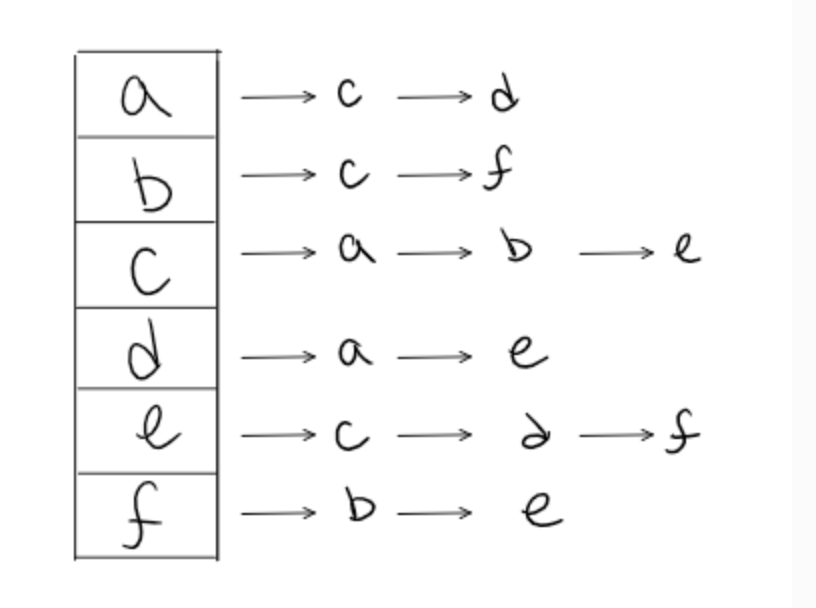 a → c → d
b → c → f
c → a → b → e
d → a → e
e → c → d → f
f → b → e